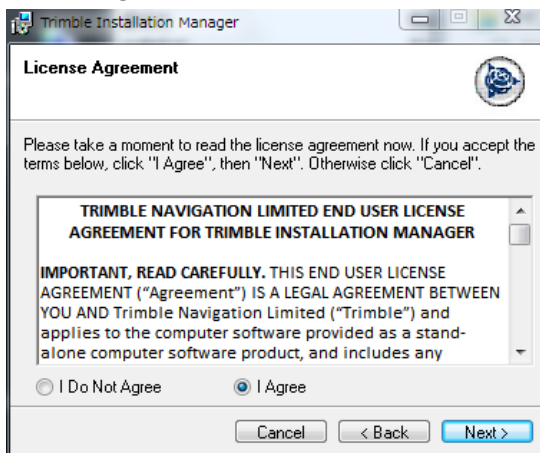 Trimble Installation Manager
License Agreement
Please take a moment to read the license agreement now. If you accept the
terms below, click "I Agree", then "Next". Otherwise click "Cancel".
TRIMBLE NAVIGATION LIMITED END USER LICENSE
AGREEMENT FOR TRIMBLE INSTALLATION MANAGER
IMPORTANT, READ CAREFULLY. THIS END USER LICENSE
AGREEMENT (“Agreement”) IS A LEGAL AGREEMENT BETWEEN
YOU AND Trimble Navigation Limited (“Trimble”) and
applies to the computer software provided as a stand-
alone computer software product, and includes any
I Do Not Agree I Agree
Cancel < Back Next >